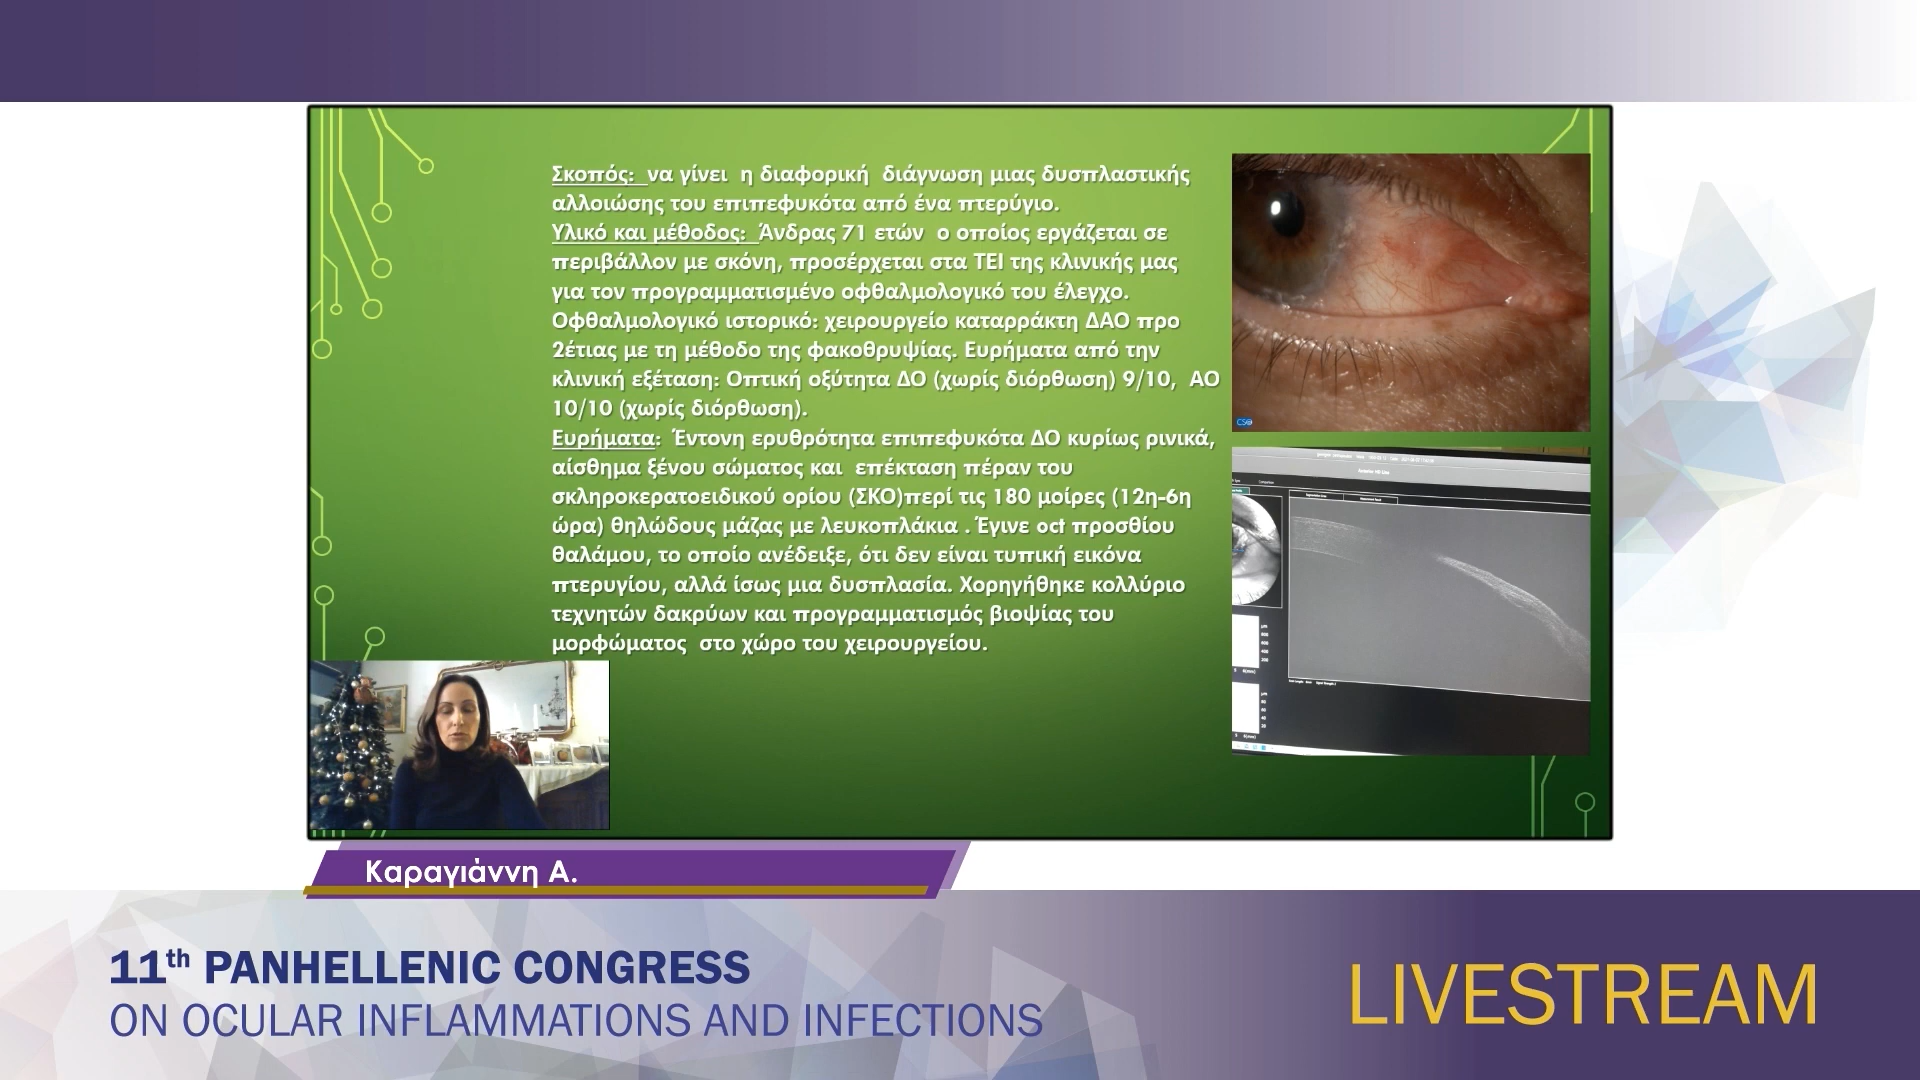 Σκοπός: να γίνει η διαφορική διάγνωση μιας δυσπλαστικής
αλλοιώσης του επιπεφυκότα από ένα πτερύγιο.
Υλικό και μέθοδος: Άνδρας 71 ετών ο οποίος εργάζεται σε
περιβάλλον με σκόνη, προσέρχεται στα ΤΕΙ της κλινικής μας
για τον προγραμματισμένο οφθαλμολογικό του έλεγχο.
Οφθαλμολογικό ιστορικό: χειρουργείο καταρράκτη ΔΑΟ προ
2έτιας με τη μέθοδο της φακοθρυψίας. Ευρήματα από την
κλινική εξέταση: Οπτική οξύτητα ΔΟ (χωρίς διόρθωση) 9/10, ΑΟ
10/10 (χωρίς διόρθωση).
Ευρήματα: Έντονη ερυθρότητα επιπεφυκότα ΔΟ κυρίως ρινικά,
αίσθημα ξένου σώματος και επέκταση πέραν του
σκληροκερατοειδικού ορίου (ΣΚΟ)περί τις 180 μοίρες (12η-6η
ώρα) θηλώδους μάζας με λευκοπλάκια . Έγινε oct προσθίου
θαλάμου, το οποίο ανέδειξε, ότι δεν είναι τυπική εικόνα
πτερυγίου, αλλά ίσως μια δυσπλασία. Χορηγήθηκε κολλύριο
τεχνητών δακρύων και προγραμματισμός βιοψίας του
μορφώματος στο χώρο του χειρουργείου.
CSO
Καραγιάννη Α.
11th PANHELLENIC CONGRESS
ON OCULAR INFLAMMATIONS AND INFECTIONS
LIVESTREAM